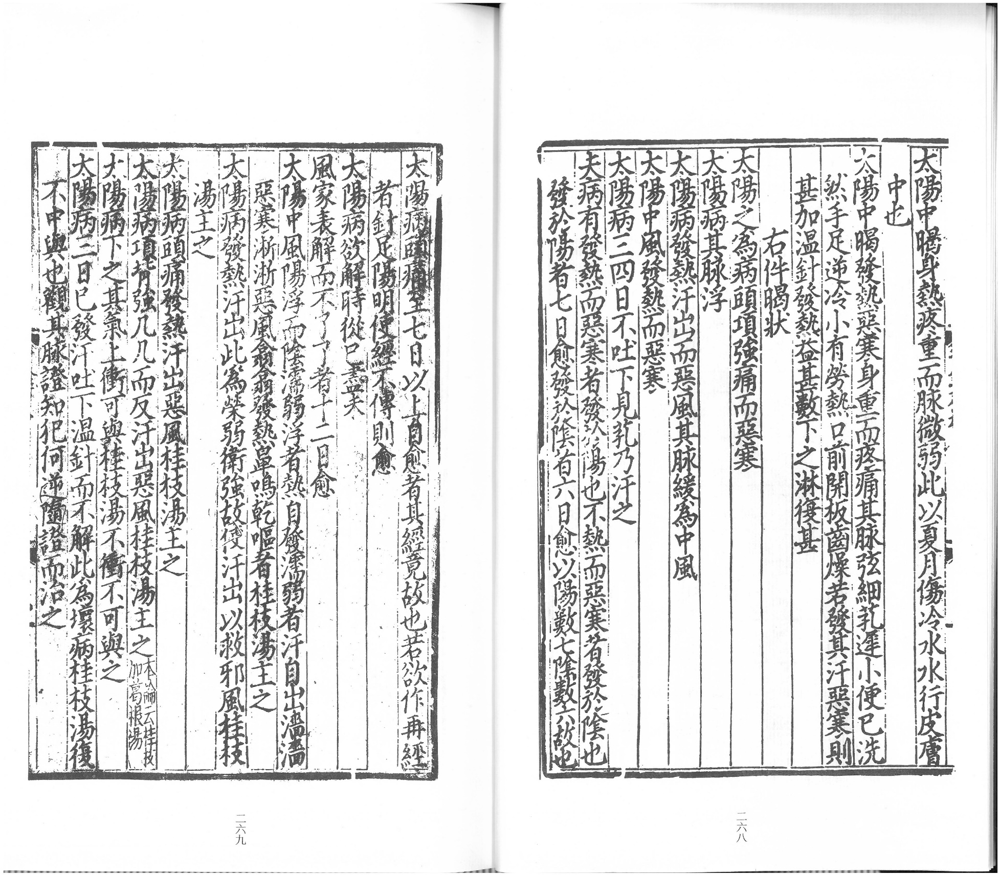 太陽中暍身熱疼重而脉微弱此以夏月傷冷水水行皮膚
中也
太陽中暍發熱惡寒身重而疼痛其脉弦細芤遲小便已洗
然手足逆冷小有勞熱口前開板齒燥若發其汗惡寒則
甚加温針發熱益甚數下之淋復甚
右件暍狀
太陽之爲病頭項強痛而惡寒
太陽病其脉浮
太陽病發熱汗出而惡風其脉緩爲中風
太陽中風發熱而惡寒
太陽病三四日不吐下見芤乃汗之
夫病有發熱而惡寒者發於陽也不熱而惡寒者發於陰也
發於陽者七日愈發於陰者六日愈以陽數七陰數六故也
二六八
太陽病頭痛至七日以上自愈者其經竟故也若欲作再經
者針足陽明使經不傳則愈
太陽病欲解時從巳盡未
風家表解而不了了者十二日愈
太陽中風陽浮而陰濡弱浮者熱自發濡弱者汗自出濇濇
惡寒淅淅惡風翕翕發熱鼻鳴乾嘔者桂枝湯主之
太陽病發熱汗出此爲榮弱衛強故使汗出以救邪風桂枝
湯主之
太陽病頭痛發熱汗出惡風桂枝湯主之
太陽病項背強几几而反汗出惡風桂枝湯主之本論云桂枝
加葛根湯
太陽病下之其氣上衝可與桂枝湯不衝不可與之
太陽病三日已發汗吐下温針而不解此爲壞病桂枝湯復
不中與也觀其脉證知犯何逆隨證而治之
二六九